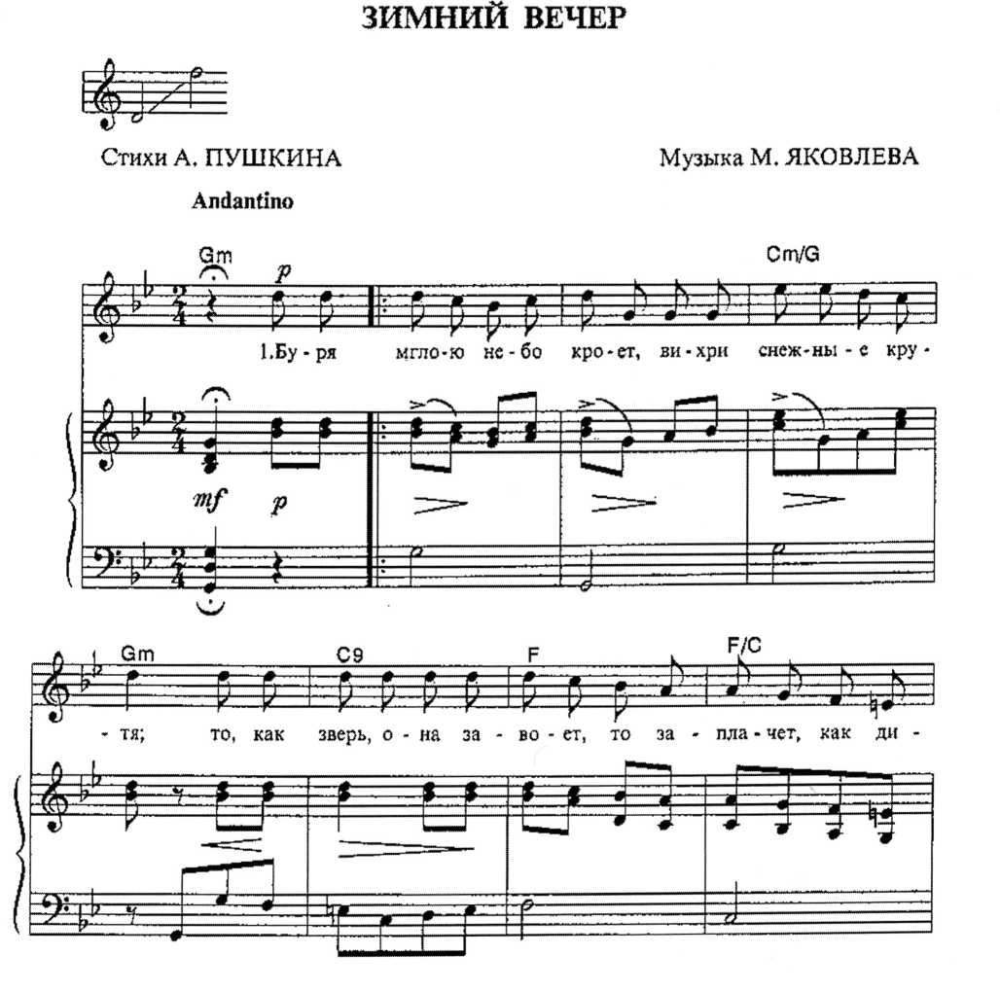 ЗИМНИЙ ВЕЧЕР
Стихи А. ПУШКИНА
Музыка М. ЯКОВЛЕВА
Andantino
Gm Cm/G
p
1.Бу - ря мгло-ю не - бо кро - ет, ви - хри снеж-ны - е кру -
mf p
Gm C9 F F/C
- тя; то, как зверь, о - на за - во - ет, то за - пла - чет, как ди -